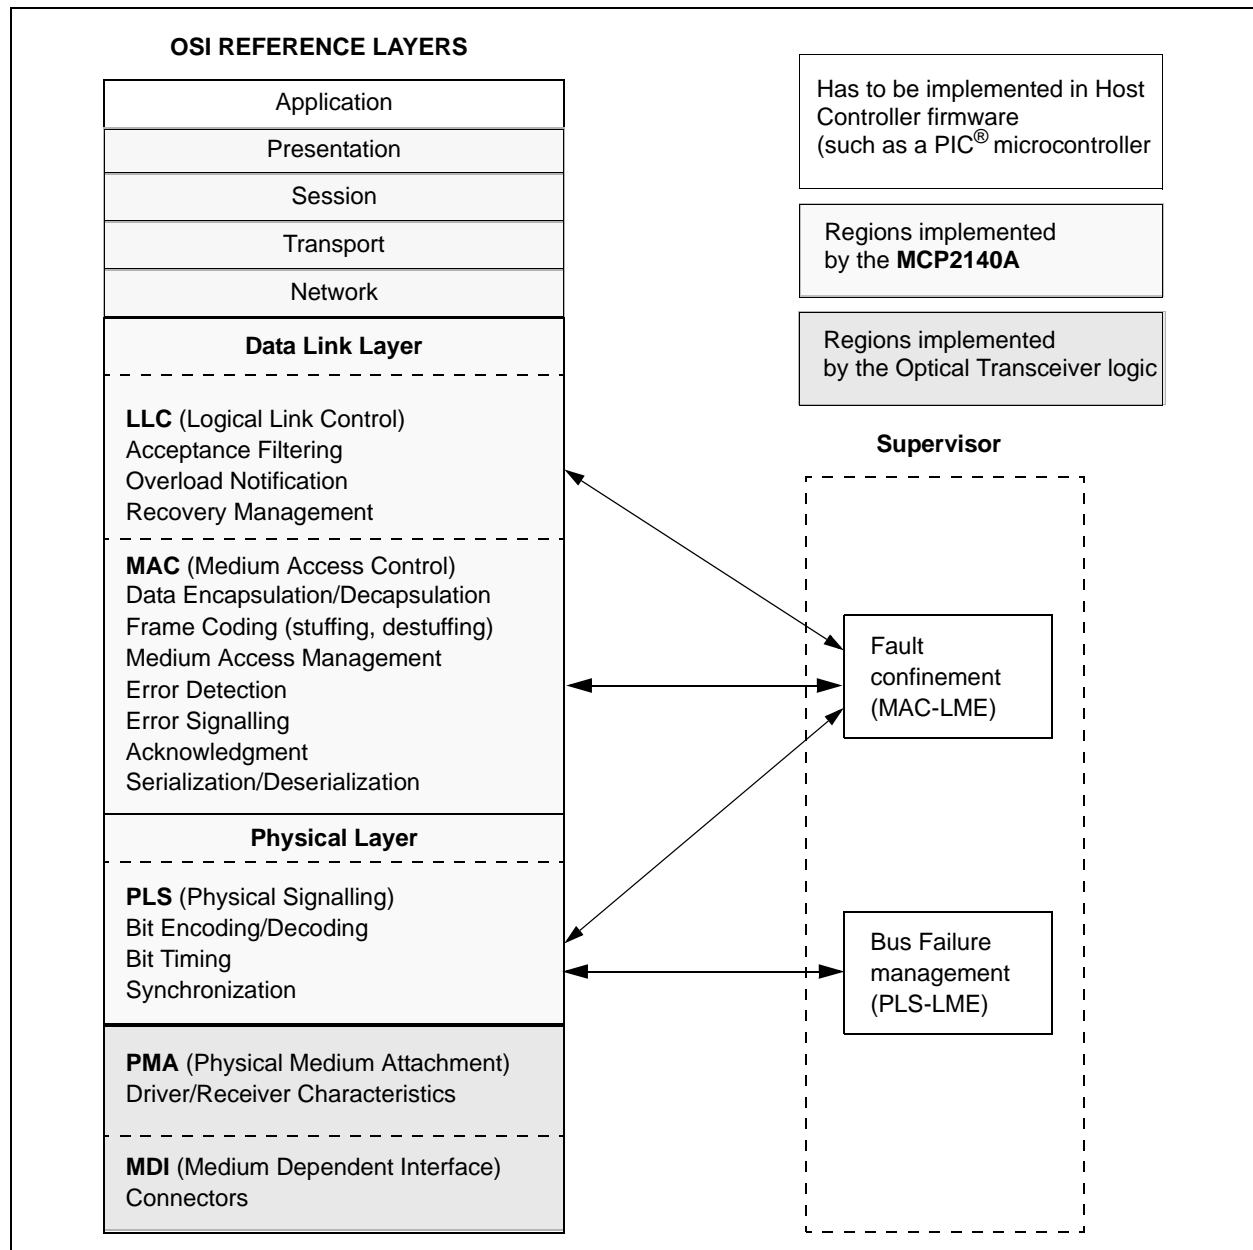 OSI REFERENCE LAYERS
Application
Presentation
Session
Transport
Network
Data Link Layer
LLC (Logical Link Control)
Acceptance Filtering
Overload Notification
Recovery Management
MAC (Medium Access Control)
Data Encapsulation/Decapsulation
Frame Coding (stuffing, destuffing)
Medium Access Management
Error Detection
Error Signalling
Acknowledgment
Serialization/Deserialization
Physical Layer
PLS (Physical Signalling)
Bit Encoding/Decoding
Bit Timing
Synchronization
PMA (Physical Medium Attachment)
Driver/Receiver Characteristics
MDI (Medium Dependent Interface)
Connectors
Has to be implemented in Host
Controller firmware
(such as a PIC® microcontroller
Regions implemented
by the MCP2140A
Regions implemented
by the Optical Transceiver logic
Supervisor
Fault
confinement
(MAC-LME)
Bus Failure
management
(PLS-LME)